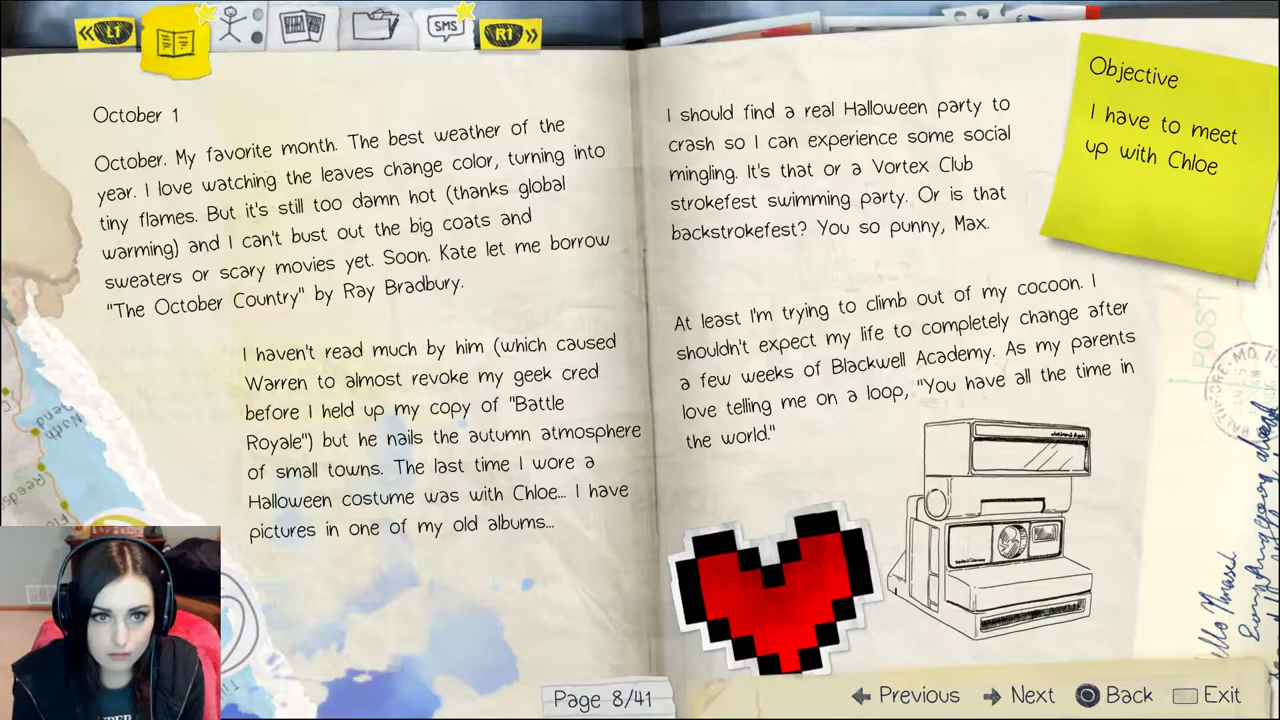 L1
SMS
R1
October 1
October. My favorite month. The best weather of the
year. I love watching the leaves change color, turning into
tiny flames. But it's still too damn hot (thanks global
warming) and I can't bust out the big coats and
sweaters or scary movies yet. Soon. Kate let me borrow
"The October Country" by Ray Bradbury.
I haven't read much by him (which caused
Warren to almost revoke my geek cred
before I held up my copy of "Battle
Royale") but he nails the autumn atmosphere
of small towns. The last time I wore a
Halloween costume was with Chloe... I have
pictures in one of my old albums...
I should find a real Halloween party to
crash so I can experience some social
mingling. It's that or a Vortex Club
strokefest swimming party. Or is that
backstrokefest? You so punny, Max.
At least I'm trying to climb out of my cocoon. I
shouldn't expect my life to completely change after
a few weeks of Blackwell Academy. As my parents
love telling me on a loop, "You have all the time in
the world."
Objective
I have to meet
up with Chloe
POST
North
Bend
Page 8/41
Previous
Next
Back
Exit